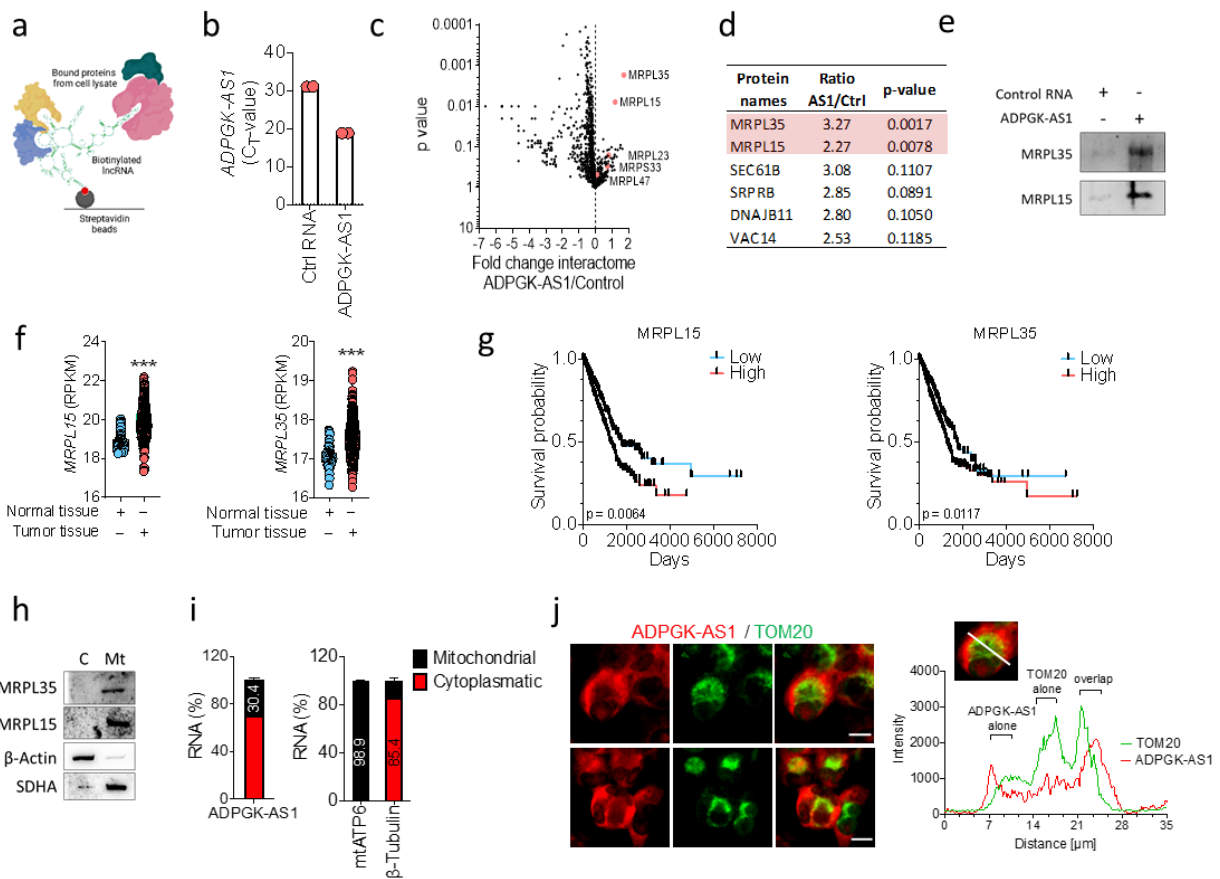 a
Bound proteins
from cell lysate
Biotinylated
lncRNA
Streptavidin
beads
b
ADPGK-AS1
(CT-value)
40
30
20
10
0
Ctrl RNA
ADPGK-AS1
c
p value
0.0001
0.001
0.01
0.1
1
10
MRPL35
MRPL15
MRPL23
MRPS33
MRPL47
-7 -6 -5 -4 -3 -2 -1 0 1 2
Fold change interactome
ADPGK-AS1/Control
d
Protein names Ratio AS1/Ctrl p-value
MRPL35 3.27 0.0017
MRPL15 2.27 0.0078
SEC61B 3.08 0.1107
SRPRB 2.85 0.0891
DNAJB11 2.80 0.1050
VAC14 2.53 0.1185
e
Control RNA + -
ADPGK-AS1 - +
MRPL35
MRPL15
f
MRPL15 (RPKM)
24
22
20
18
16
***
Normal tissue + –
Tumor tissue – +
MRPL35 (RPKM)
20
19
18
17
16
***
Normal tissue + –
Tumor tissue – +
g
MRPL15
Survival probability
1.0
0.5
0.0
Low
High
p = 0.0064
0 2000 4000 6000 8000
Days
MRPL35
Survival probability
1.0
0.5
0.0
Low
High
p = 0.0117
0 2000 4000 6000 8000
Days
h
C Mt
MRPL35
MRPL15
β-Actin
SDHA
i
RNA (%)
120
80
40
0
30.4
ADPGK-AS1
RNA (%)
120
80
40
0
98.9
85.4
mtATP6
β-Tubulin
Mitochondrial
Cytoplasmatic
j
ADPGK-AS1 / TOM20
Intensity
4000
3000
2000
1000
0
ADPGK-AS1
alone
TOM20
alone
overlap
TOM20
ADPGK-AS1
0 7 14 21 28 35
Distance [µm]